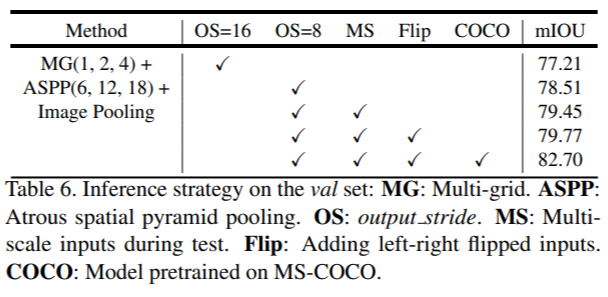 Method OS=16 OS=8 MS Flip COCO mIOU
MG(1, 2, 4) + ✓ 77.21
ASPP(6, 12, 18) + ✓ 78.51
Image Pooling ✓ ✓ 79.45
✓ ✓ ✓ 79.77
✓ ✓ ✓ ✓ 82.70
Table 6. Inference strategy on the val set: MG: Multi-grid. ASPP:
Atrous spatial pyramid pooling. OS: output_stride. MS: Multi-
scale inputs during test. Flip: Adding left-right flipped inputs.
COCO: Model pretrained on MS-COCO.